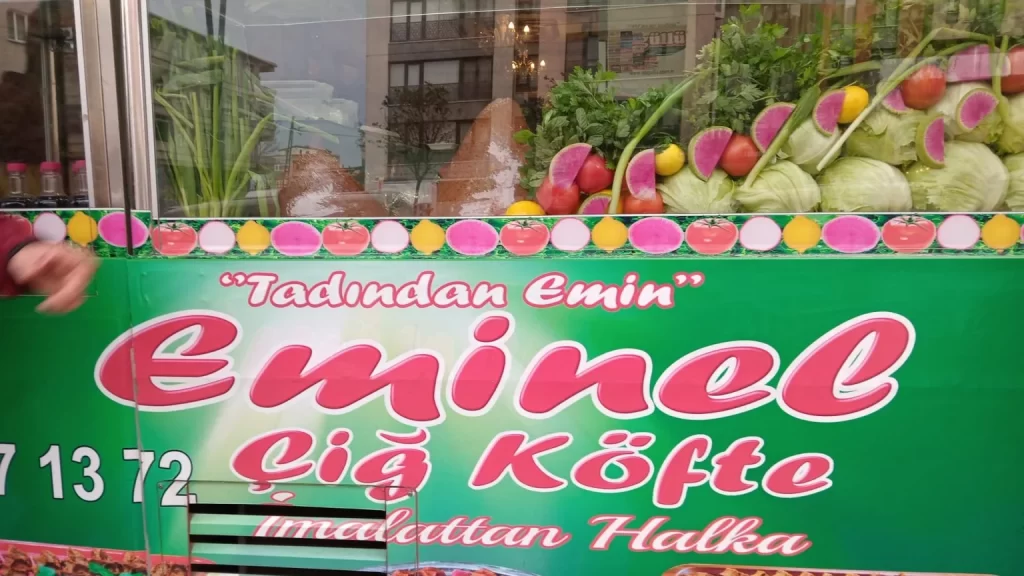 "Tadından Emin"
Eminel
Çiğ Köfte
7 13 72
İmalattan Halka